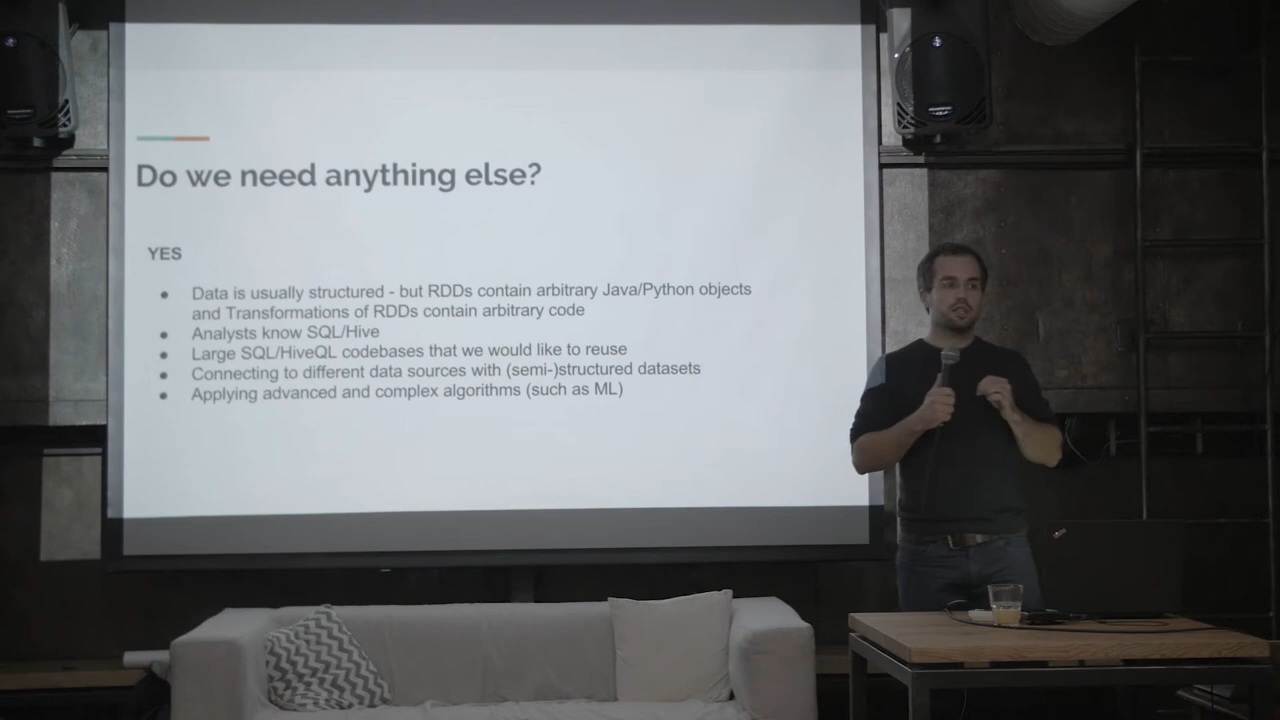 Do we need anything else?
YES
● Data is usually structured - but RDDs contain arbitrary Java/Python objects
and Transformations of RDDs contain arbitrary code
● Analysts know SQL/Hive
● Large SQL/HiveQL codebases that we would like to reuse
● Connecting to different data sources with (semi-)structured datasets
● Applying advanced and complex algorithms (such as ML)